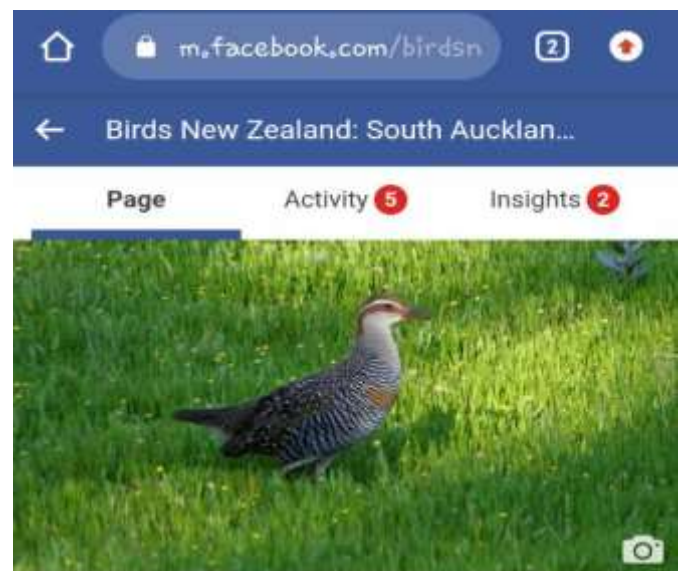 m.facebook.com/birdsn 2
Birds New Zealand: South Aucklan...
Page Activity 5 Insights 2